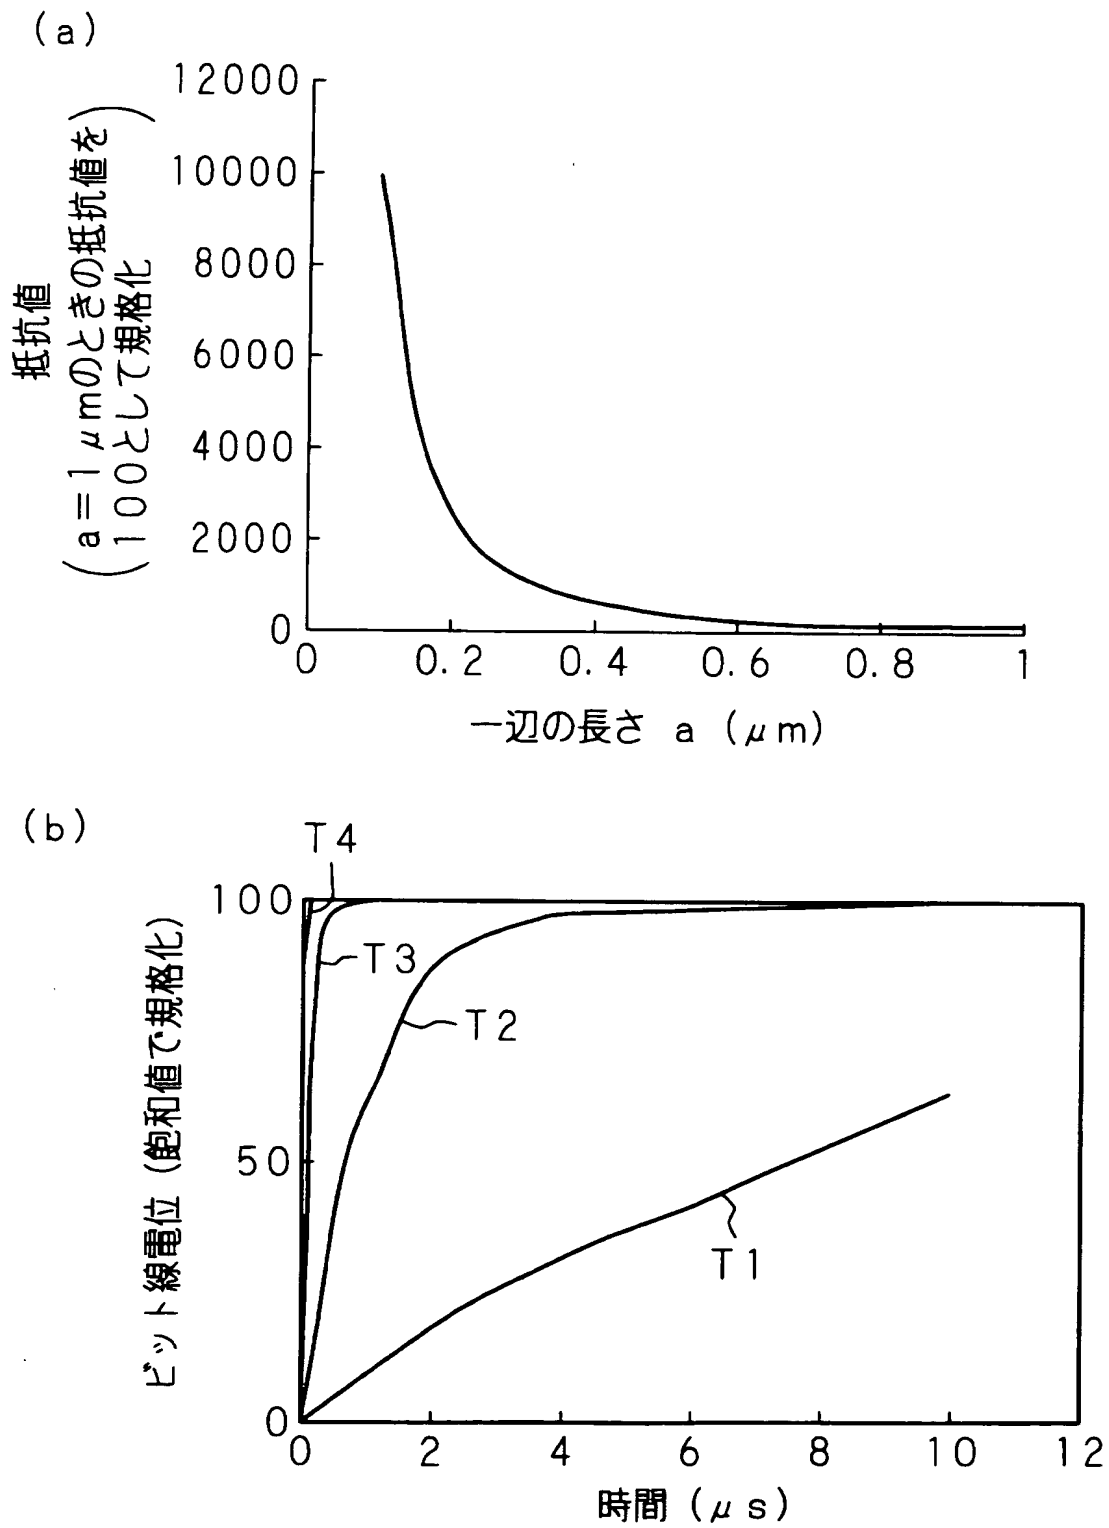 (a)
抵抗値
(a=1μmのときの抵抗値を
100として規格化)
12000
10000
8000
6000
4000
2000
0
0 0.2 0.4 0.6 0.8 1
一辺の長さ a (μm)
(b)
ビット線電位 (飽和値で規格化)
100
50
0
T4
T3
T2
T1
0 2 4 6 8 10 12
時間 (μs)